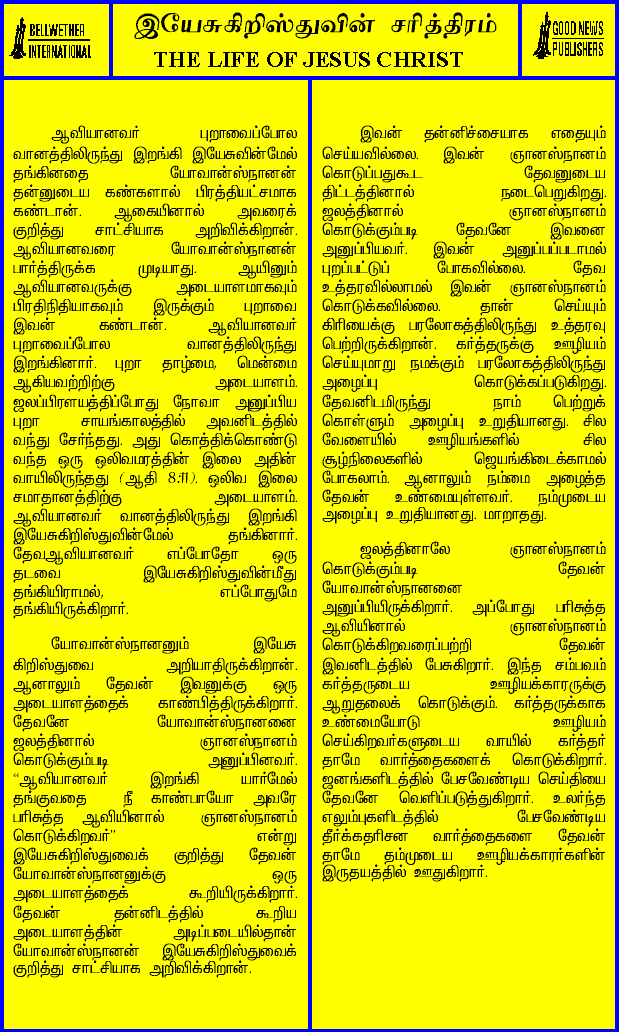 BELLWETHER
INTERNATIONAL
இயேசுகிறிஸ்துவின் சரித்திரம்
THE LIFE OF JESUS CHRIST
GOOD NEWS
PUBLISHERS
ஆவியானவர் புறாவைப்போல
வானத்திலிருந்து இறங்கி இயேசுவின்மேல்
தங்கினதை யோவான்ஸ்நானன்
தன்னுடைய கண்களால் பிரத்தியட்சமாக
கண்டான். ஆகையினால் அவரைக்
குறித்து சாட்சியாக அறிவிக்கிறான்.
ஆவியானவரை யோவான்ஸ்நானன்
பார்த்திருக்க முடியாது. ஆயினும்
ஆவியானவருக்கு அடையாளமாகவும்
பிரதிநிதியாகவும் இருக்கும் புறாவை
இவன் கண்டான். ஆவியானவர்
புறாவைப்போல வானத்திலிருந்து
இறங்கினார். புறா தாழ்மை, மென்மை
ஆகியவற்றிற்கு அடையாளம்.
ஜலப்பிரளயத்திப்போது நோவா அனுப்பிய
புறா சாயங்காலத்தில் அவனிடத்தில்
வந்து சேர்ந்தது. அது கொத்திக்கொண்டு
வந்த ஒரு ஒலிவமரத்தின் இலை அதின்
வாயிலிருந்தது (ஆதி 8:11). ஒலிவ இலை
சமாதானத்திற்கு அடையாளம்.
ஆவியானவர் வானத்திலிருந்து இறங்கி
இயேசுகிறிஸ்துவின்மேல் தங்கினார்.
தேவஆவியானவர் எப்போதோ ஒரு
தடவை இயேசுகிறிஸ்துவின்மீது
தங்கியிராமல், எப்போதுமே
தங்கியிருக்கிறார்.
யோவான்ஸ்நானனும் இயேசு
கிறிஸ்துவை அறியாதிருக்கிறான்.
ஆனாலும் தேவன் இவனுக்கு ஒரு
அடையாளத்தைக் காண்பித்திருக்கிறார்.
தேவனே யோவான்ஸ்நானனை
ஜலத்தினால் ஞானஸ்நானம்
கொடுக்கும்படி அனுப்பினவர்.
“ஆவியானவர் இறங்கி யார்மேல்
தங்குவதை நீ காண்பாயோ அவரே
பரிசுத்த ஆவியினால் ஞானஸ்நானம்
கொடுக்கிறவர்” என்று
இயேசுகிறிஸ்துவைக் குறித்து தேவன்
யோவான்ஸ்நானனுக்கு ஒரு
அடையாளத்தைக் கூறியிருக்கிறார்.
தேவன் தன்னிடத்தில் கூறிய
அடையாளத்தின் அடிப்படையில்தான்
யோவான்ஸ்நானன் இயேசுகிறிஸ்துவைக்
குறித்து சாட்சியாக அறிவிக்கிறான்.
இவன் தன்னிச்சையாக எதையும்
செய்யவில்லை. இவன் ஞானஸ்நானம்
கொடுப்பதுகூட தேவனுடைய
திட்டத்தினால் நடைபெறுகிறது.
ஜலத்தினால் ஞானஸ்நானம்
கொடுக்கும்படி தேவனே இவனை
அனுப்பியவர். இவன் அனுப்பப்படாமல்
புறப்பட்டுப் போகவில்லை. தேவ
உத்தரவில்லாமல் இவன் ஞானஸ்நானம்
கொடுக்கவில்லை. தான் செய்யும்
கிரியைக்கு பரலோகத்திலிருந்து உத்தரவு
பெற்றிருக்கிறான். கர்த்தருக்கு ஊழியம்
செய்யுமாறு நமக்கும் பரலோகத்திலிருந்து
அழைப்பு கொடுக்கப்படுகிறது.
தேவனிடமிருந்து நாம் பெற்றுக்
கொள்ளும் அழைப்பு உறுதியானது. சில
வேளையில் ஊழியங்களில் சில
சூழ்நிலைகளில் ஜெயங்கிடைக்காமல்
போகலாம். ஆனாலும் நம்மை அழைத்த
தேவன் உண்மையுள்ளவர். நம்முடைய
அழைப்பு உறுதியானது. மாறாதது.
ஜலத்தினாலே ஞானஸ்நானம்
கொடுக்கும்படி தேவன்
யோவான்ஸ்நானனை
அனுப்பியிருக்கிறார். அப்போது பரிசுத்த
ஆவியினால் ஞானஸ்நானம்
கொடுக்கிறவரைப்பற்றி தேவன்
இவனிடத்தில் பேசுகிறார். இந்த சம்பவம்
கர்த்தருடைய ஊழியக்காரருக்கு
ஆறுதலைக் கொடுக்கும். கர்த்தருக்காக
உண்மையோடு ஊழியம்
செய்கிறவர்களுடைய வாயில் கர்த்தர்
தாமே வார்த்தைகளைக் கொடுக்கிறார்.
ஜனங்களிடத்தில் பேசவேண்டிய செய்தியை
தேவனே வெளிப்படுத்துகிறார். உலர்ந்த
எலும்புகளிடத்தில் பேசவேண்டிய
தீர்க்கதரிசன வார்த்தைகளை தேவன்
தாமே தம்முடைய ஊழியக்காரர்களின்
இருதயத்தில் ஊதுகிறார்.